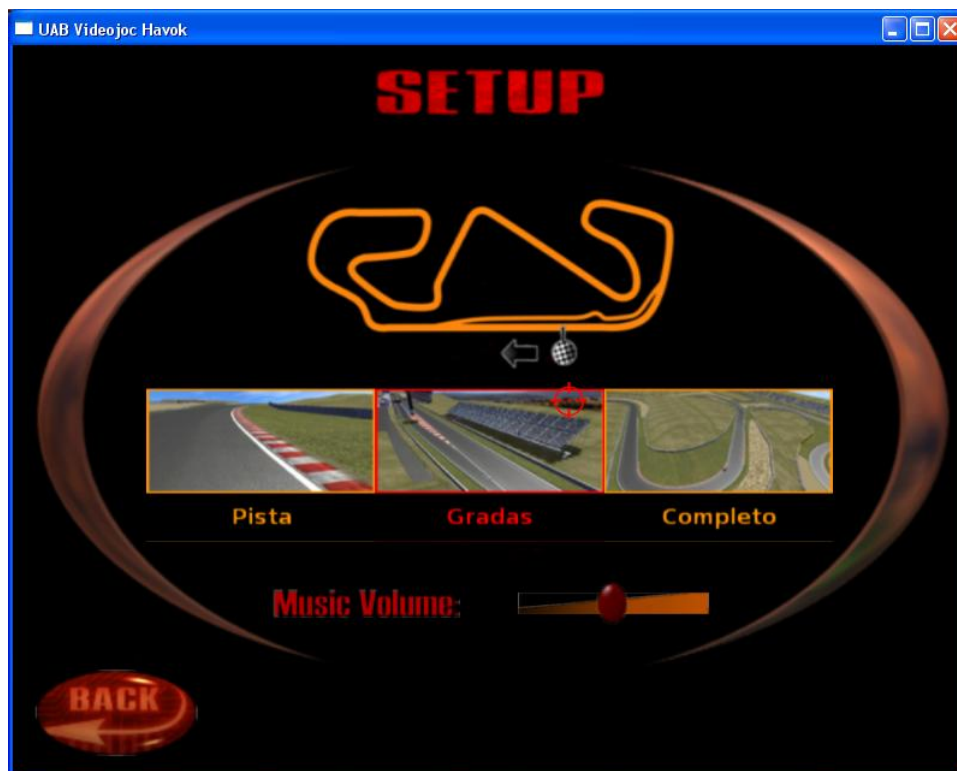 UAB Videojoc Havok
SETUP
Pista Gradas Completo
Music Volume:
BACK